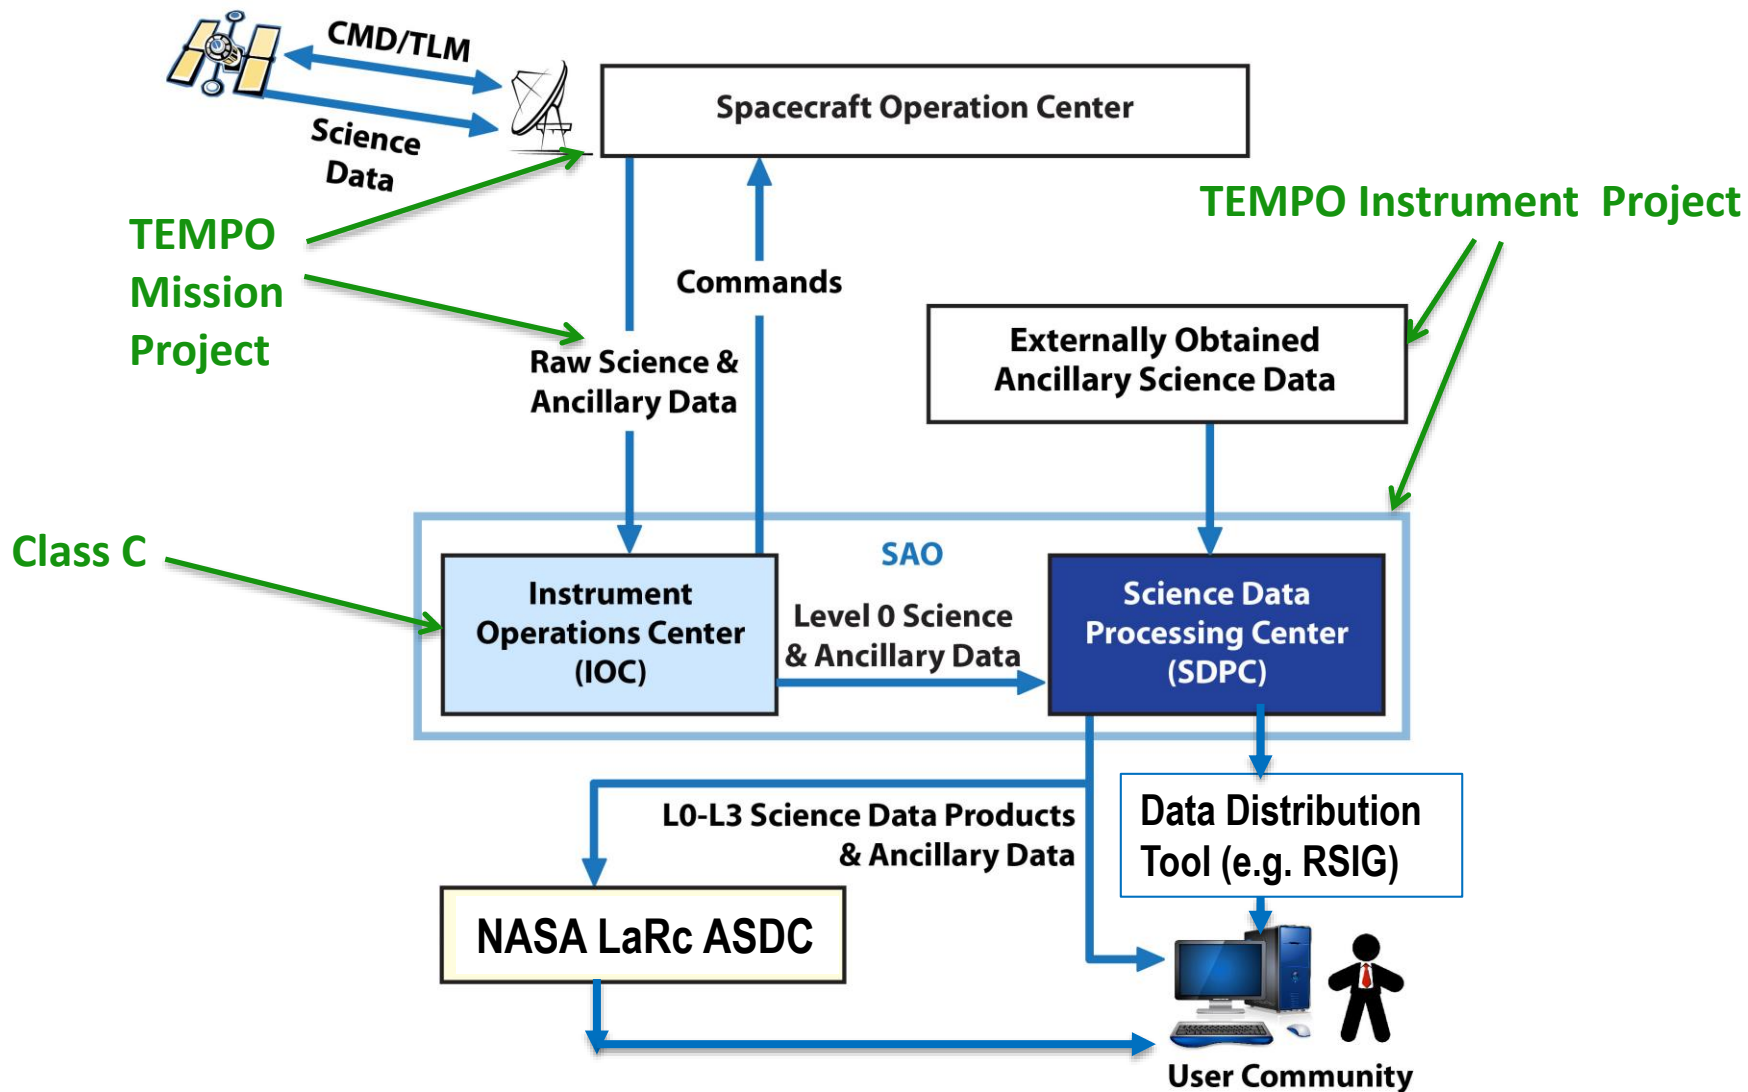 CMD/TLM
Science
Data
Spacecraft Operation Center
TEMPO
Mission
Project
TEMPO Instrument  Project
Commands
Raw Science &
Ancillary Data
Externally Obtained
Ancillary Science Data
Class C
SAO
Instrument
Operations Center
(IOC)
Level 0 Science
& Ancillary Data
Science Data
Processing Center
(SDPC)
L0-L3 Science Data Products
& Ancillary Data
Data Distribution
Tool (e.g. RSIG)
NASA LaRc ASDC
User Community